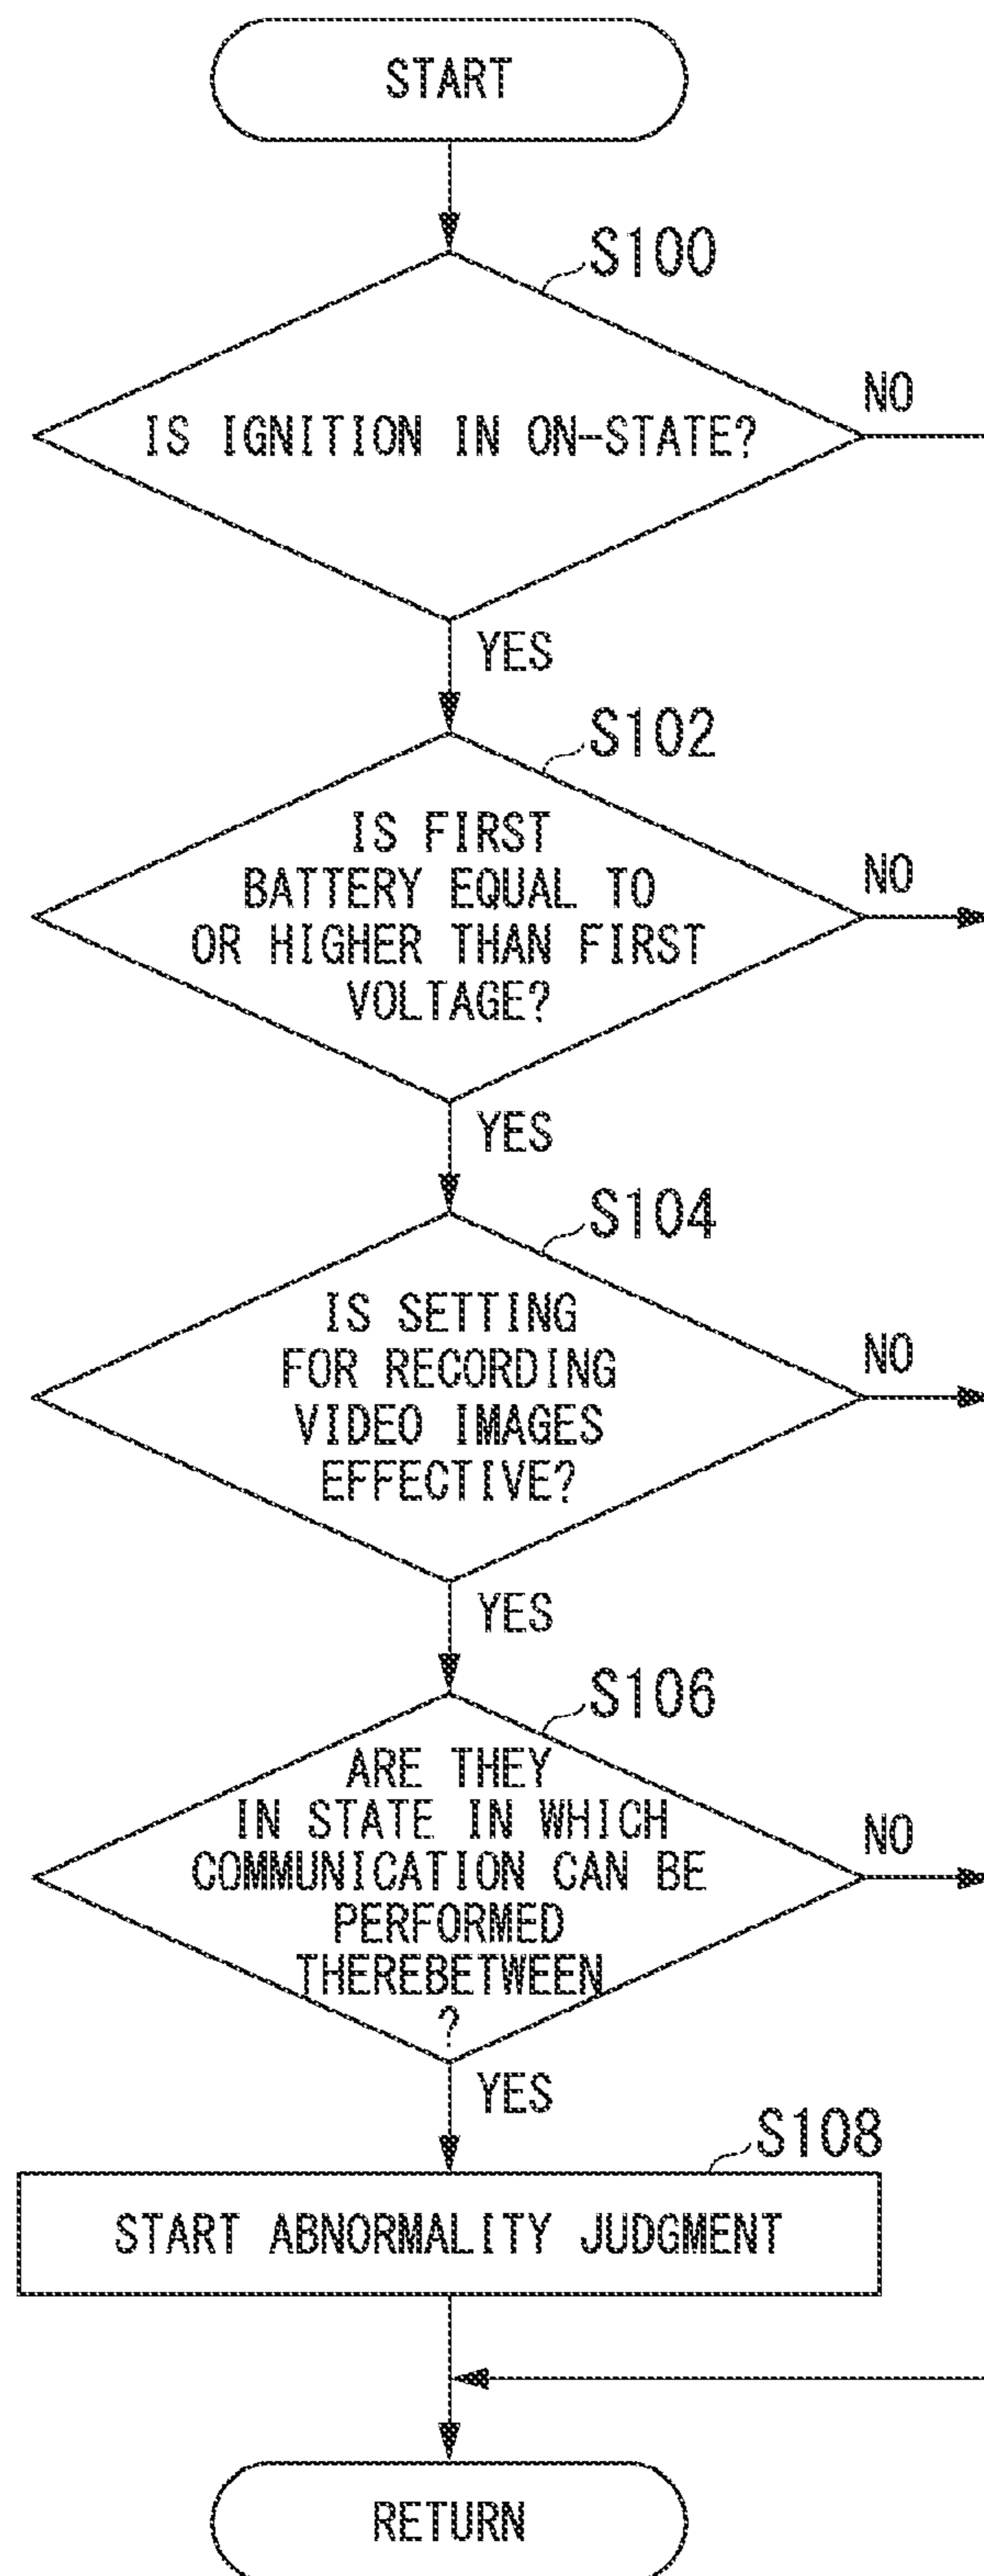 START
S100
IS IGNITION IN ON-STATE?
NO
YES
S102
IS FIRST
BATTERY EQUAL TO
OR HIGHER THAN FIRST
VOLTAGE?
NO
YES
S104
IS SETTING
FOR RECORDING
VIDEO IMAGES
EFFECTIVE?
NO
YES
S106
ARE THEY
IN STATE IN WHICH
COMMUNICATION CAN BE
PERFORMED
THEREBETWEEN
?
NO
YES
S108
START ABNORMALITY JUDGMENT
RETURN